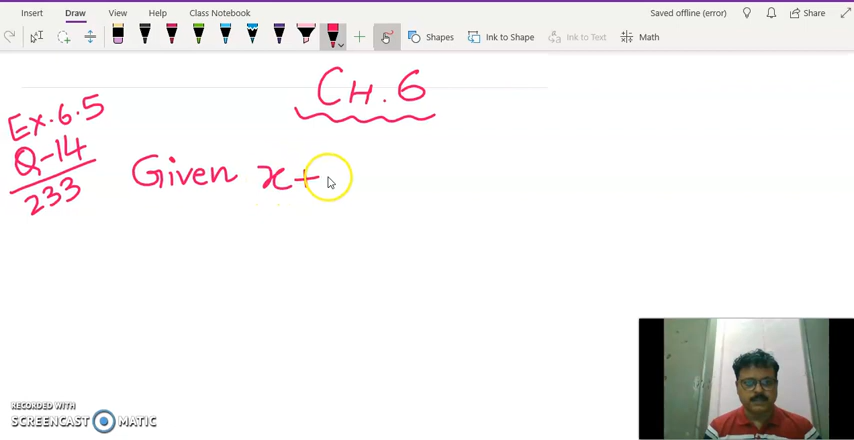 Insert Draw View Help Class Notebook Saved offline (error) Share
Shapes Ink to Shape Ink to Text Math
CH.6
Ex.6.5
Q-14
233
Given x+
RECORDED WITH
SCREENCAST MATIC